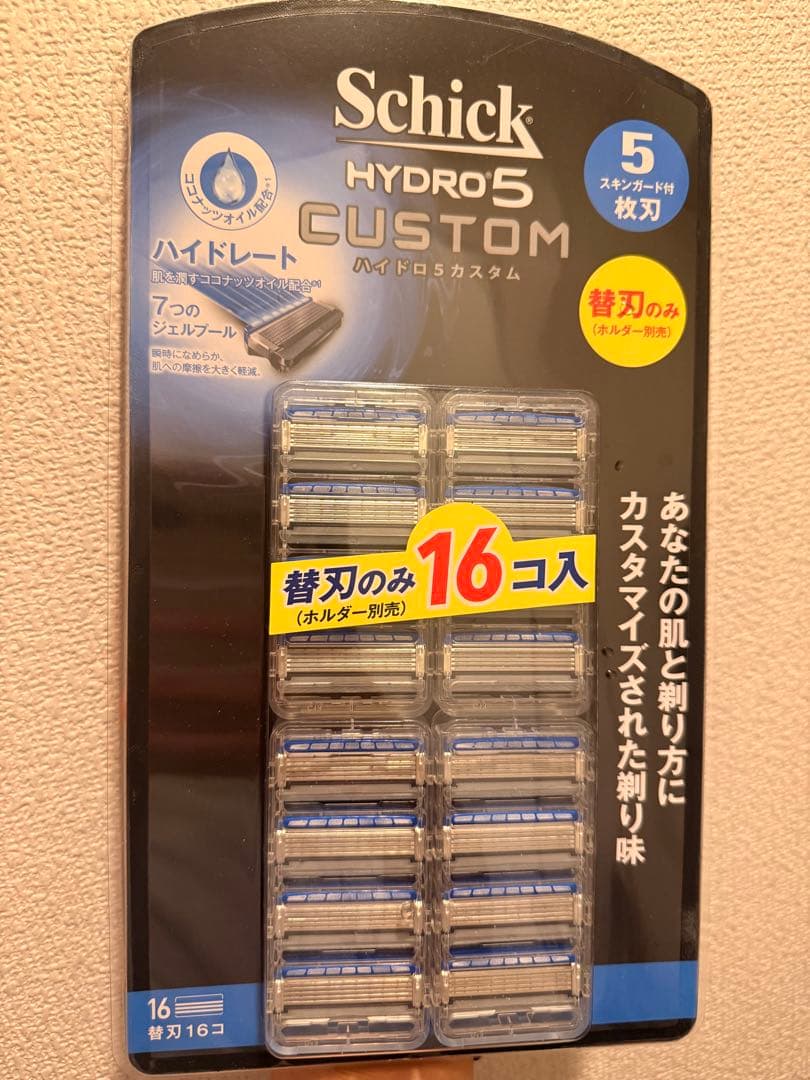 Schick®
HYDRO®5
CUSTOM
ハイドロ5カスタム
5
スキンガード付
枚刃
ココナッツオイル配合※1
ハイドレート
肌を潤すココナッツオイル配合※1
7つの
ジェルプール
瞬時になめらか、
肌への摩擦を大きく軽減。
替刃のみ
(ホルダー別売)
替刃のみ
(ホルダー別売)
16コ入
あなたの肌と剃り方に
カスタマイズされた剃り味
16
替刃16コ